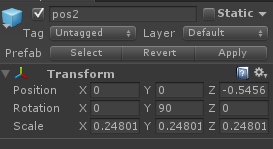 pos2 Static
Tag Untagged Layer Default
Prefab Select Revert Apply
Transform
Position X 0 Y 0 Z -0.5456
Rotation X 0 Y 90 Z 0
Scale X 0.24801 Y 0.24801 Z 0.24801